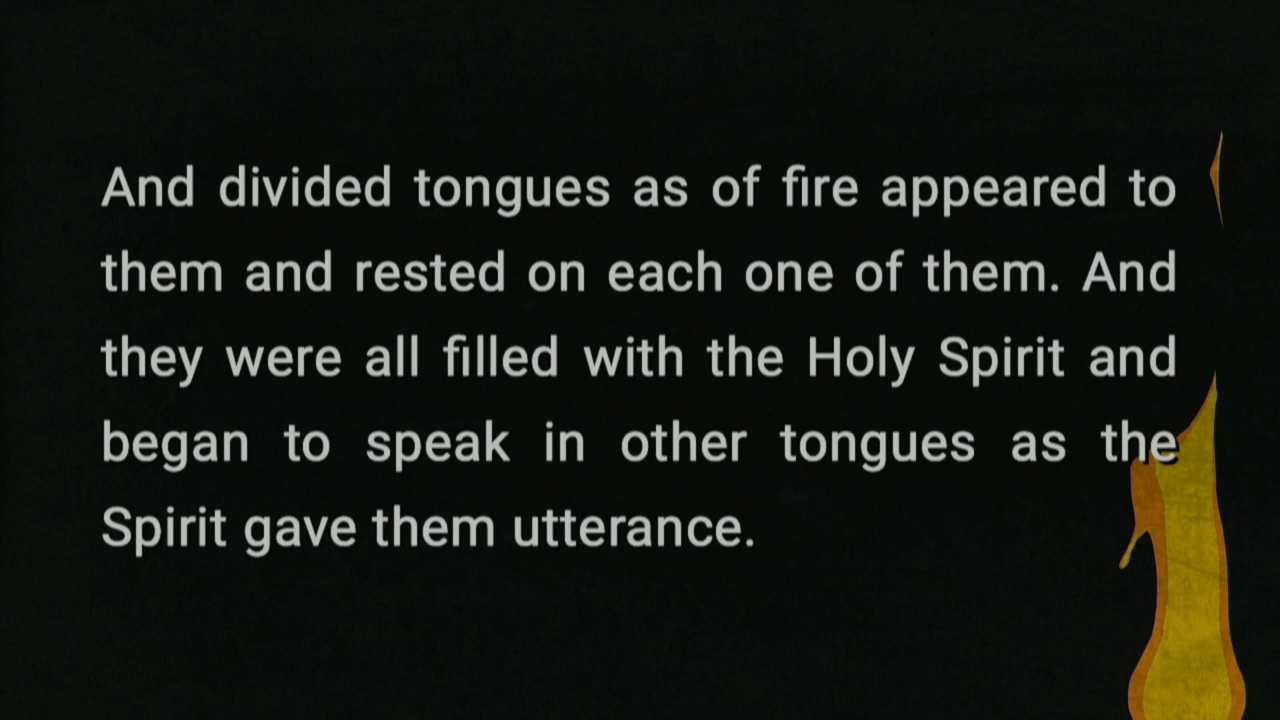 And divided tongues as of fire appeared to
them and rested on each one of them. And
they were all filled with the Holy Spirit and
began to speak in other tongues as the
Spirit gave them utterance.